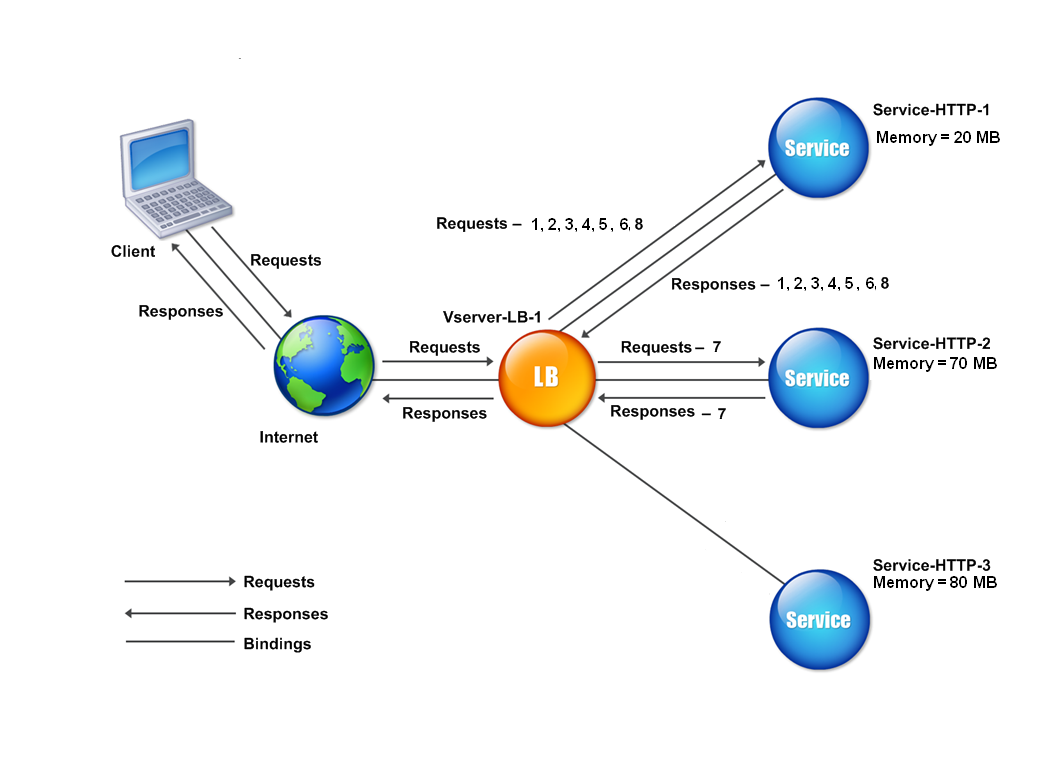 Service-HTTP-1
Memory = 20 MB
Service
Requests – 1, 2, 3, 4, 5, 6, 8
Client
Requests
Responses – 1, 2, 3, 4, 5, 6, 8
Responses
Vserver-LB-1
Requests
Requests – 7
Service-HTTP-2
Memory = 70 MB
LB
Service
Responses
Responses – 7
Internet
Service-HTTP-3
Memory = 80 MB
Service
Requests
Responses
Bindings